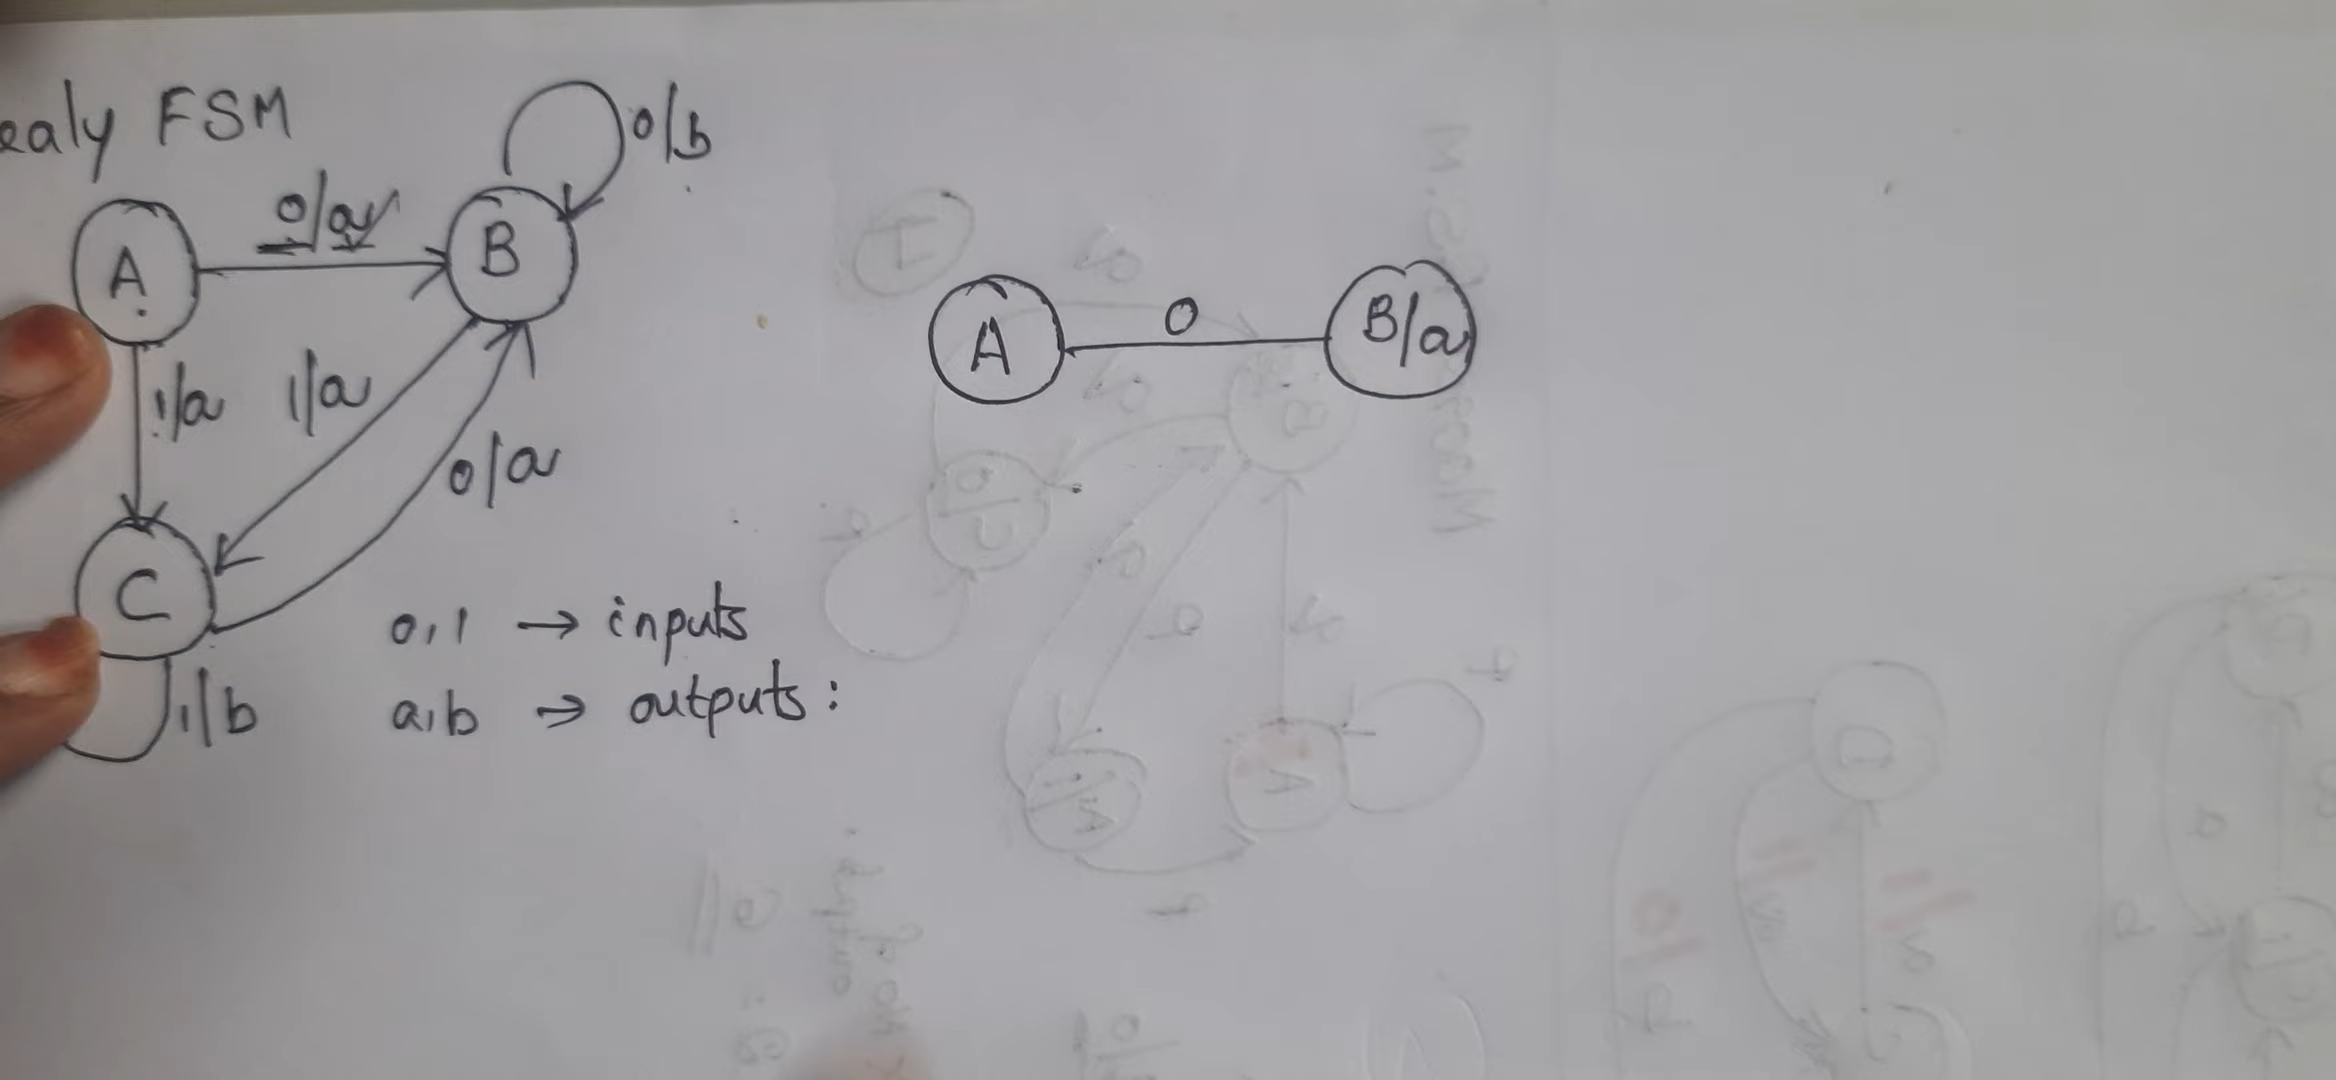 ealy FSM
0/b
0/a
A
B
1/a
1/a
0/a
C
1/b
0,1 → inputs
a,b → outputs:
A
0
B/a